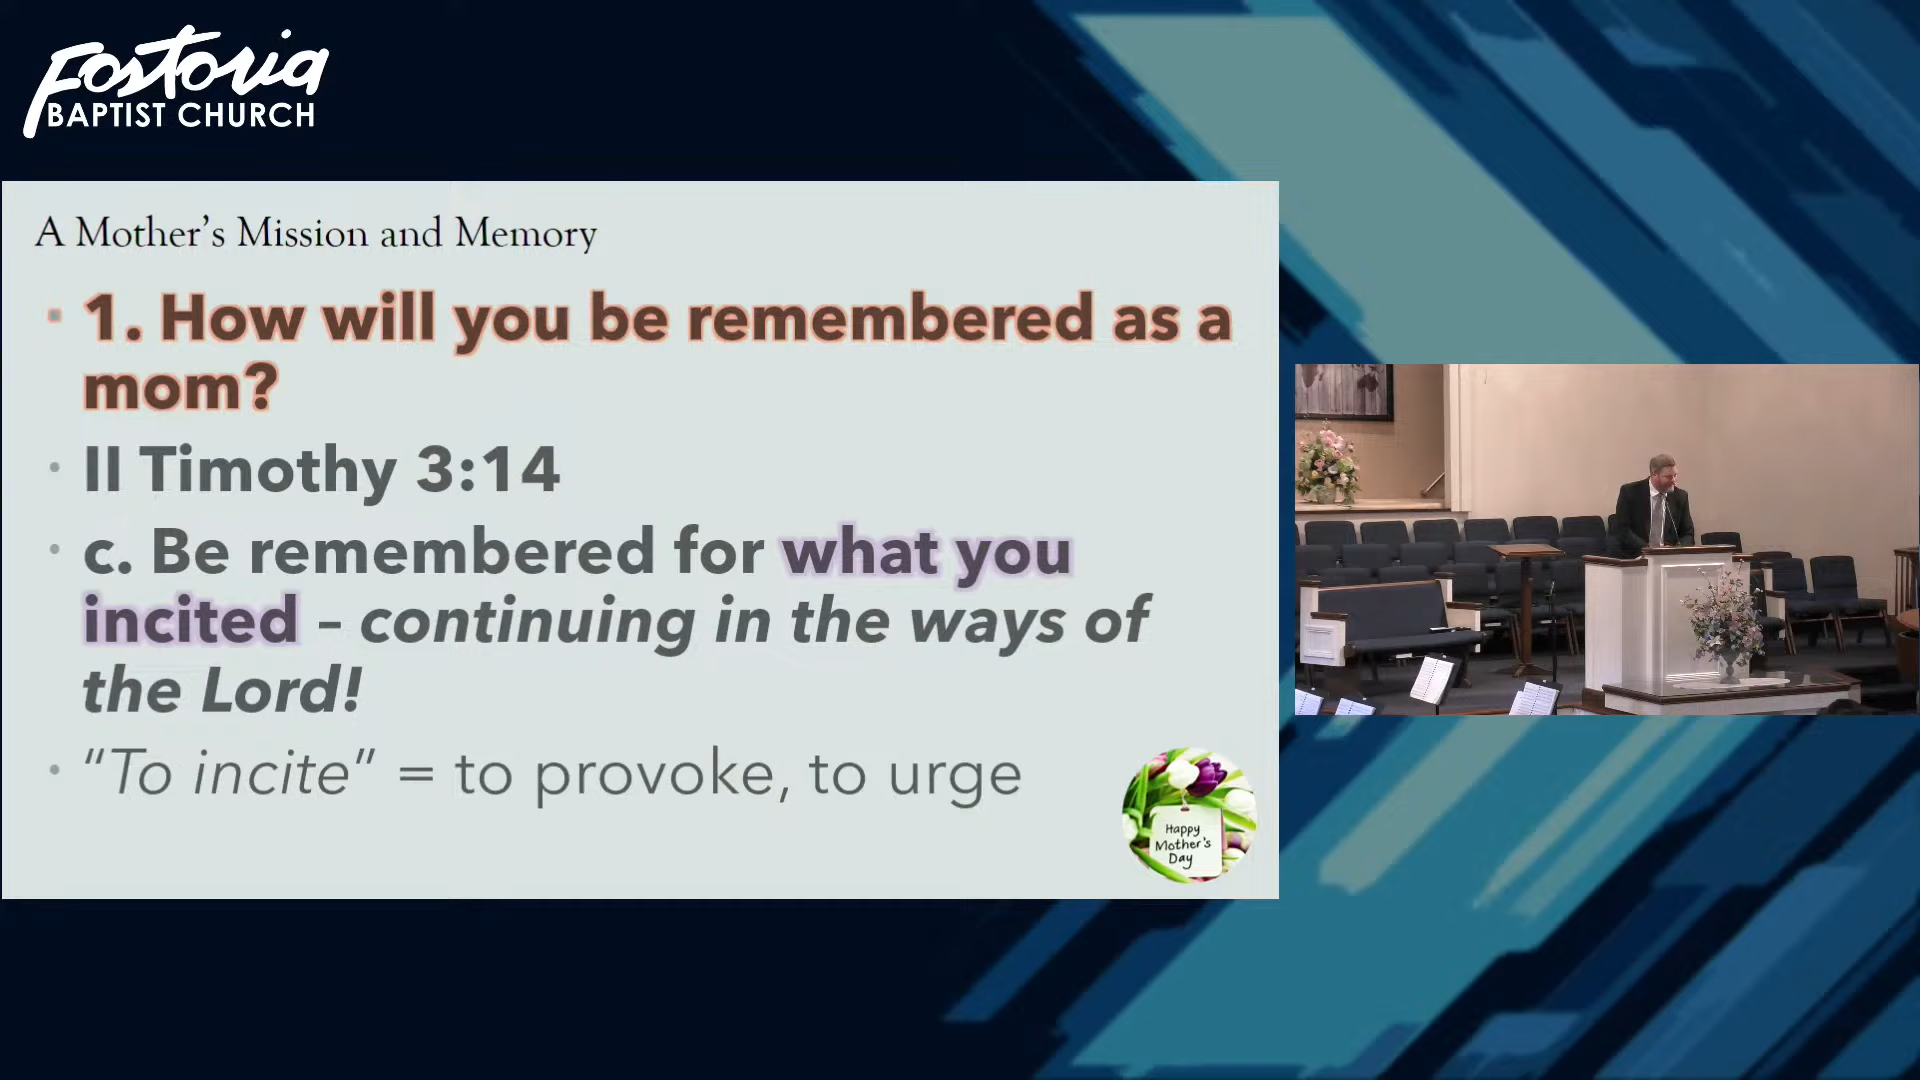 Fostoria
BAPTIST CHURCH
A Mother’s Mission and Memory
1. How will you be remembered as a
mom?
II Timothy 3:14
c. Be remembered for what you
incited – continuing in the ways of
the Lord!
“To incite” = to provoke, to urge
Happy
Mother's
Day